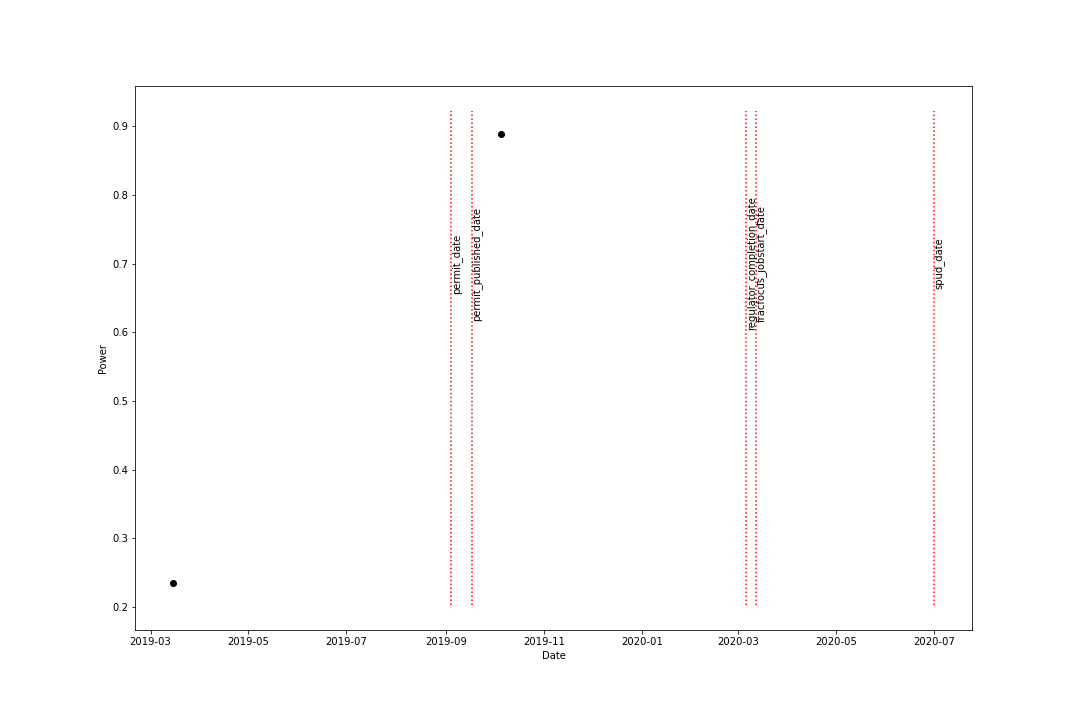 0.9
0.8
0.7
0.6
0.5
0.4
0.3
0.2
Power
permit_date
permit_published_date
regulator_completion_date
fracfocus_jobstart_date
spud_date
2019-03
2019-05
2019-07
2019-09
2019-11
2020-01
2020-03
2020-05
2020-07
Date